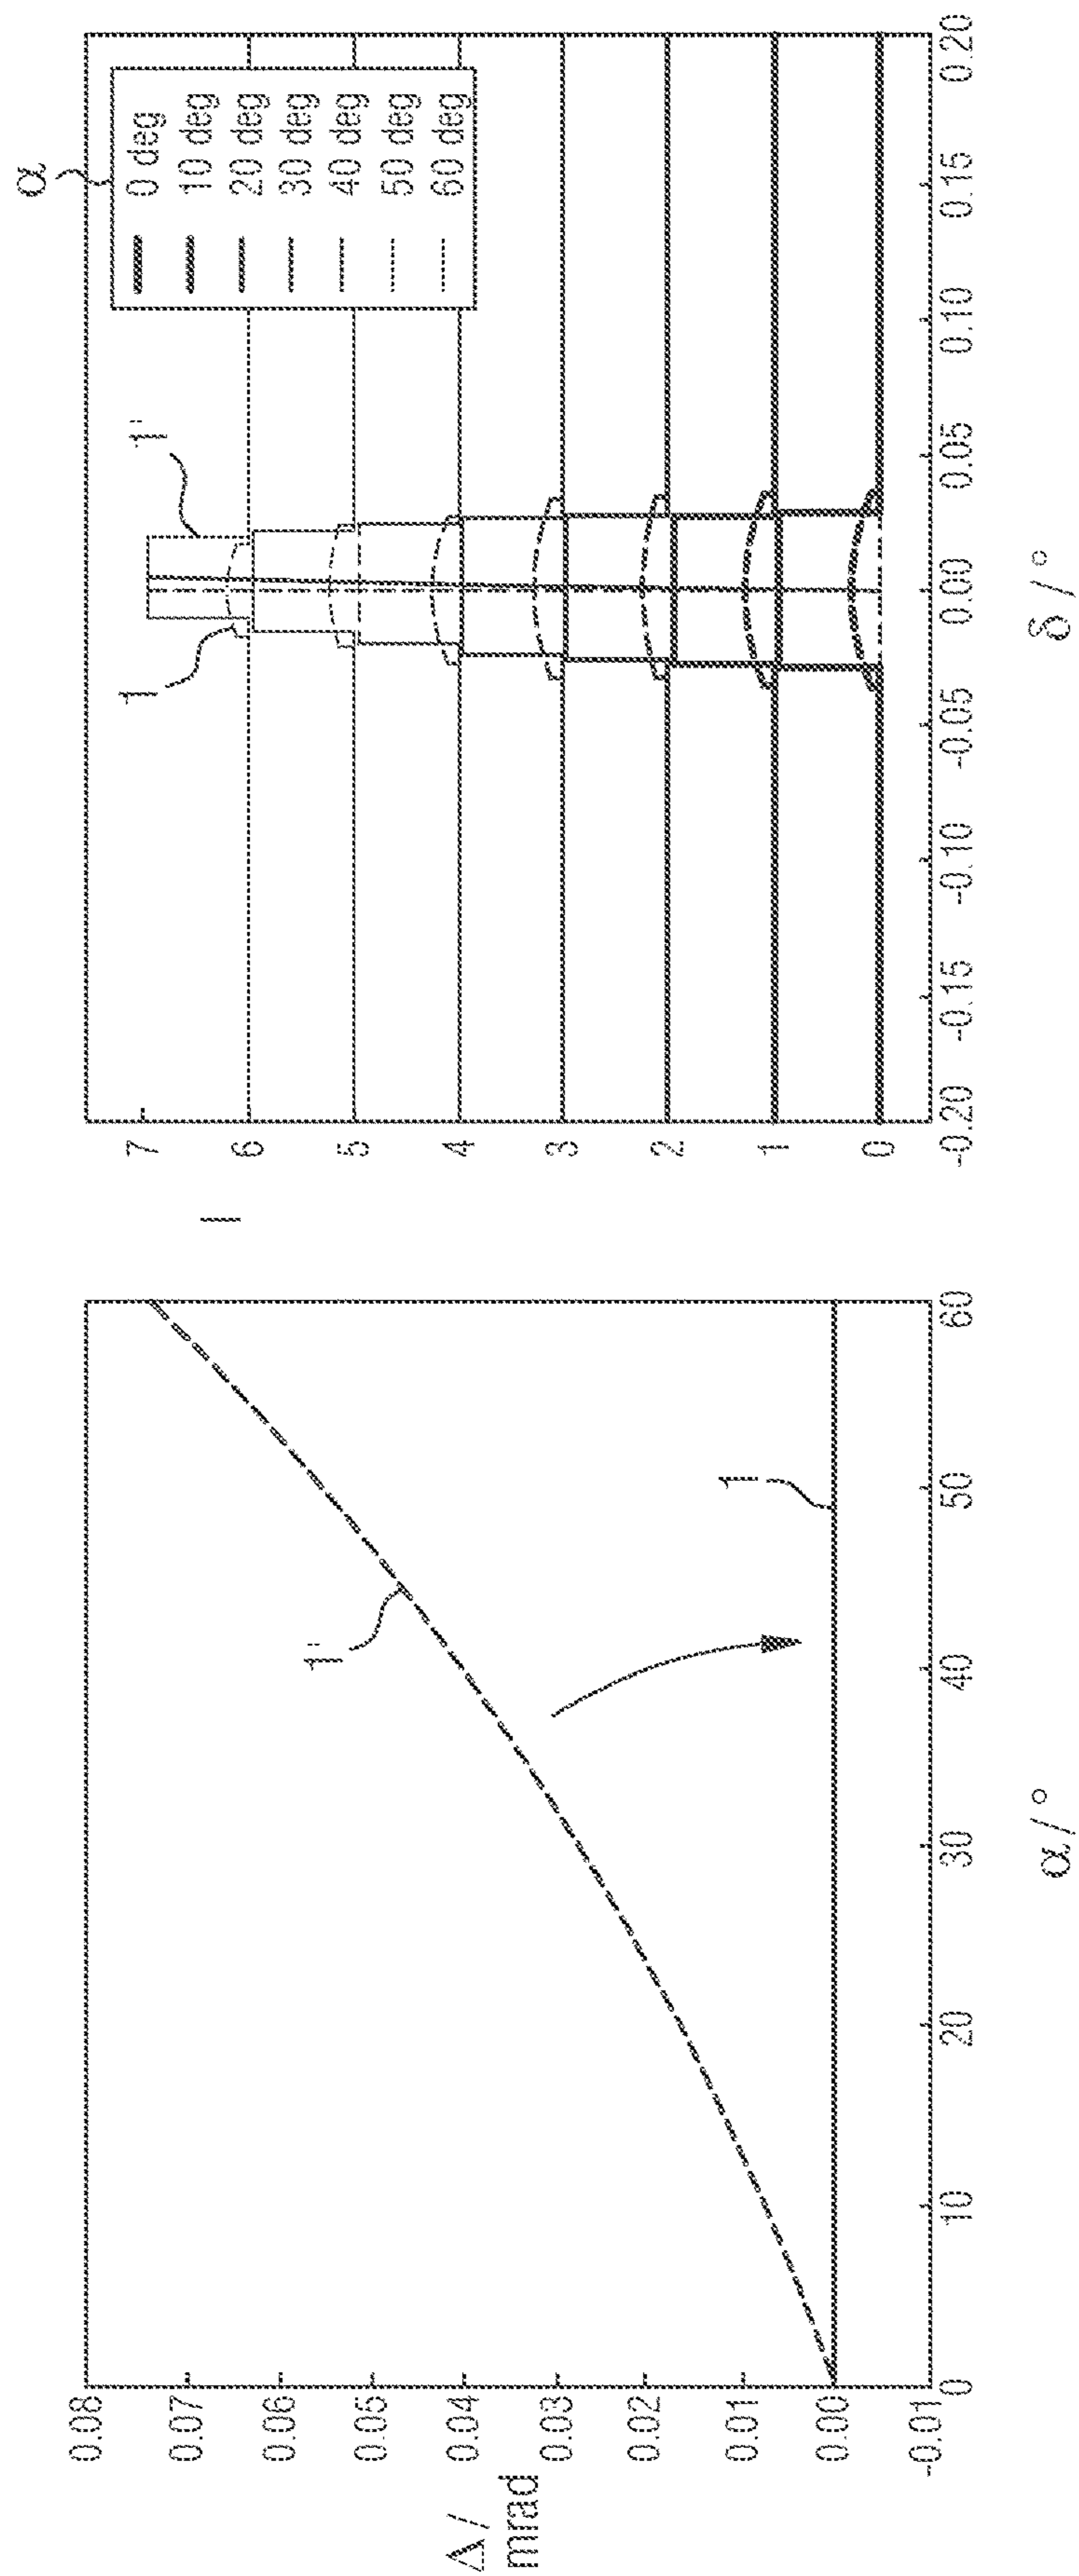 Δ /
mrad
0.08
0.07
0.06
0.05
0.04
0.03
0.02
0.01
0.00
-0.01
0
10
20
30
40
50
60
α/°
1'
1
I
7
6
5
4
3
2
1
0
-0.20
-0.15
-0.10
-0.05
0.00
0.05
0.10
0.15
0.20
δ /°
1
1'
α
0 deg
10 deg
20 deg
30 deg
40 deg
50 deg
60 deg